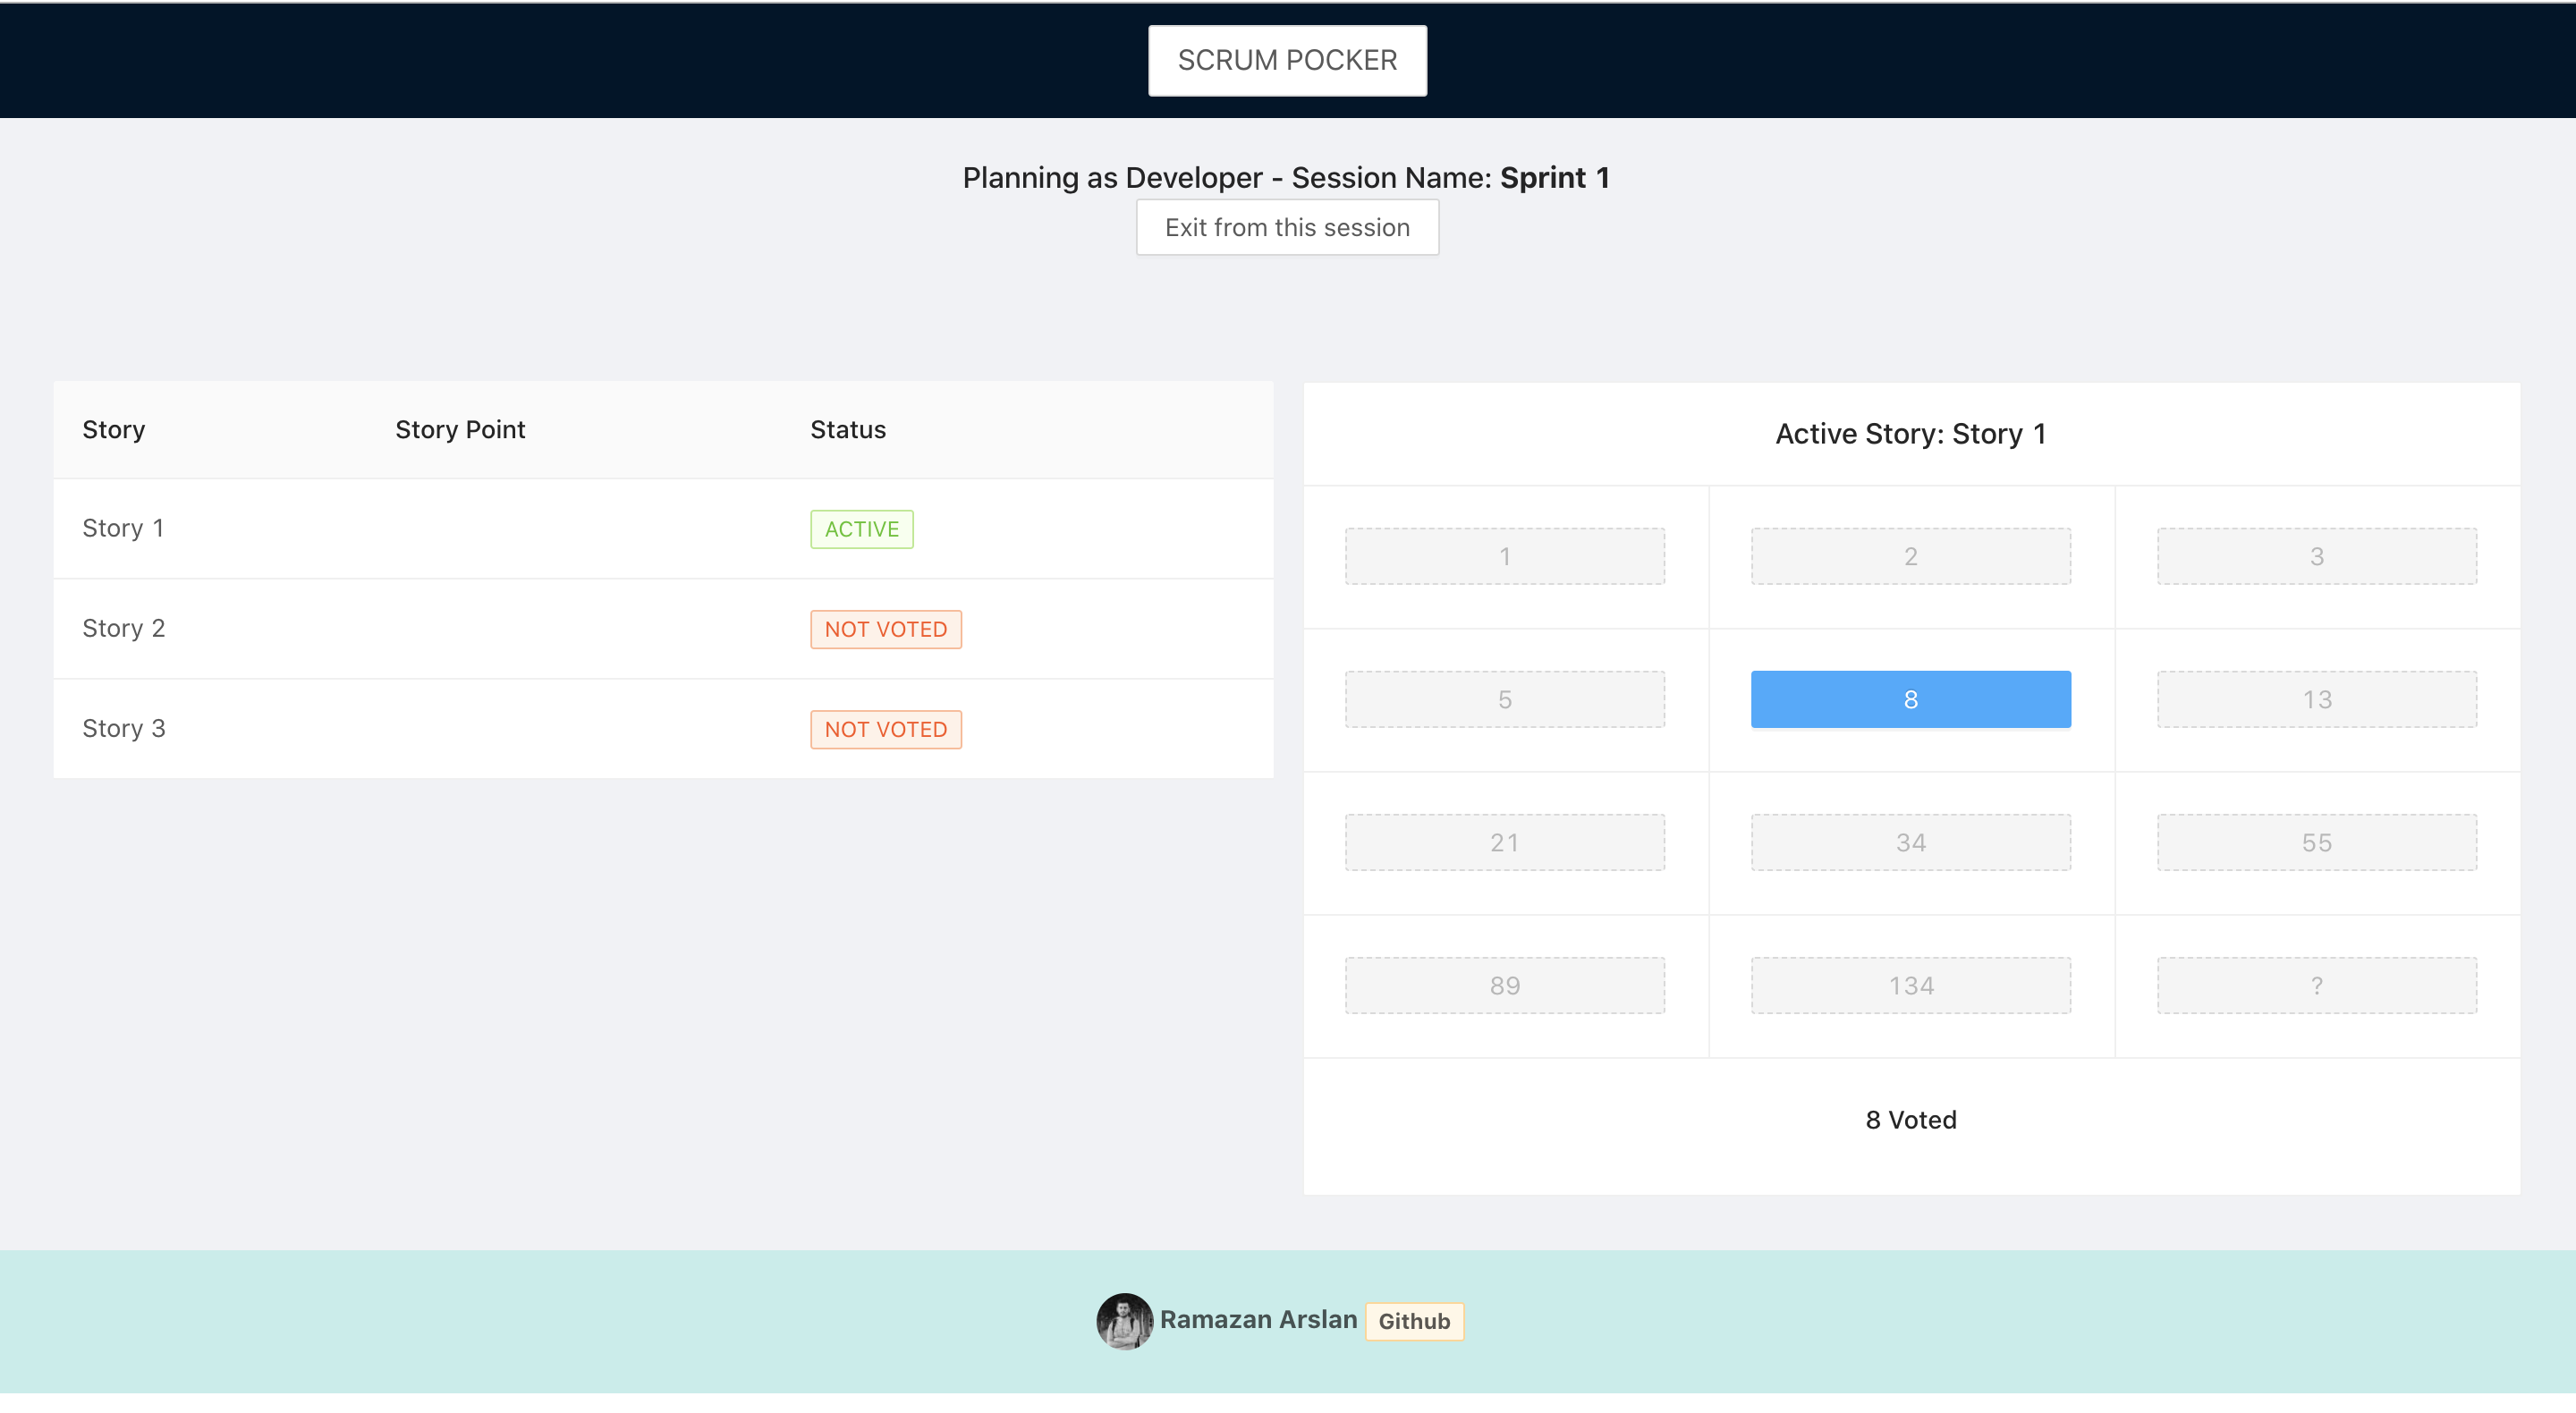 SCRUM POCKER
Planning as Developer - Session Name: Sprint 1
Exit from this session
Story Story Point Status
Story 1 ACTIVE
Story 2 NOT VOTED
Story 3 NOT VOTED
Active Story: Story 1
1 2 3
5 8 13
21 34 55
89 134 ?
8 Voted
Ramazan Arslan Github